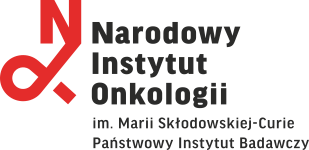 Narodowy
Instytut
Onkologii
im. Marii Skłodowskiej-Curie
Państwowy Instytut Badawczy